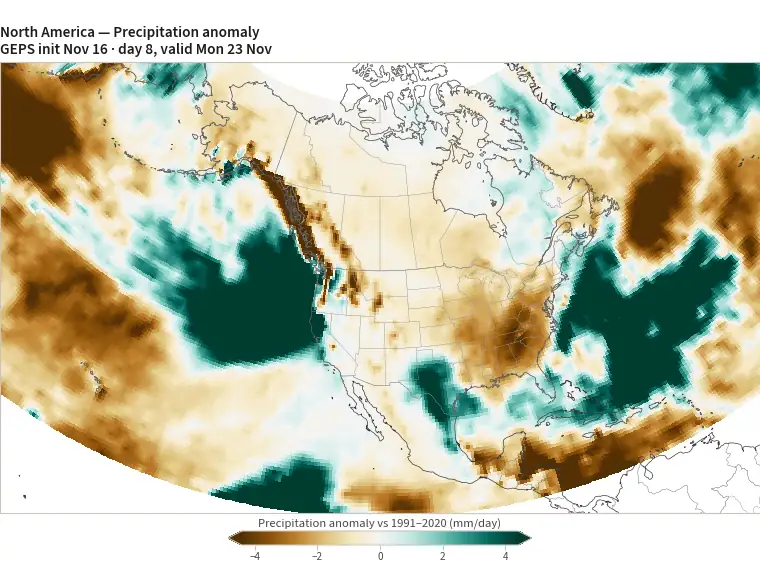 North America — Precipitation anomaly
GEPS init Nov 16 · day 8, valid Mon 23 Nov
Precipitation anomaly vs 1991–2020 (mm/day)
−4 −2 0 2 4